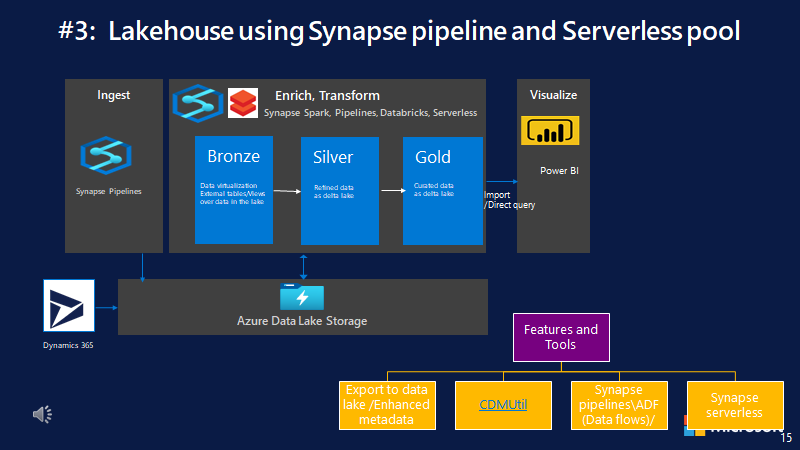 #3: Lakehouse using Synapse pipeline and Serverless pool
Ingest
Synapse Pipelines
Enrich, Transform
Synapse Spark, Pipelines, Databricks, Serverless
Bronze
Data virtualization
External tables/Views
over data in the lake
Silver
Refined data
as delta lake
Gold
Curated data
as delta lake
Import
/Direct query
Visualize
Power BI
Azure Data Lake Storage
Dynamics 365
Features and
Tools
Export to data
lake /Enhanced
metadata
CDMUtil
Synapse
pipelines\ADF
(Data flows)/
Synapse
serverless
Microsoft
15